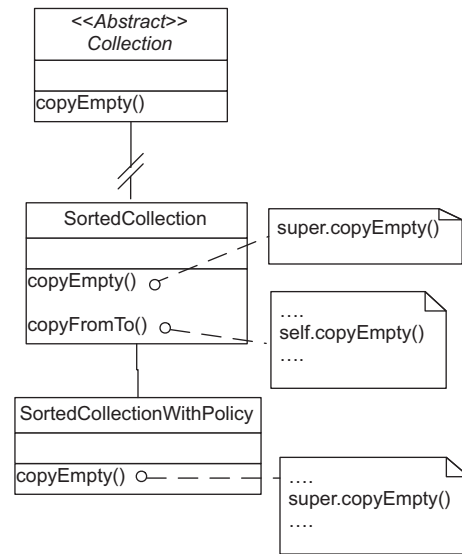 <<Abstract>>
Collection
copyEmpty()
SortedCollection
copyEmpty()
copyFromTo()
super.copyEmpty()
....
self.copyEmpty()
....
SortedCollectionWithPolicy
copyEmpty()
....
super.copyEmpty()
....